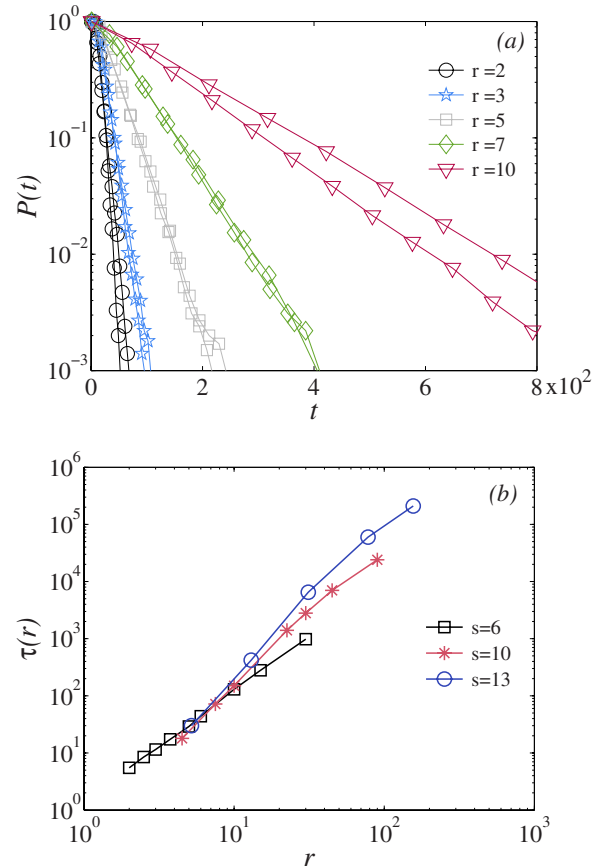 (a)
10^0
10^-1
10^-2
10^-3
P(t)
r =2
r =3
r =5
r =7
r =10
0 2 4 6 8 x10^2
t
(b)
10^6
10^5
10^4
10^3
10^2
10^1
10^0
τ(r)
s=6
s=10
s=13
10^0 10^1 10^2 10^3
r